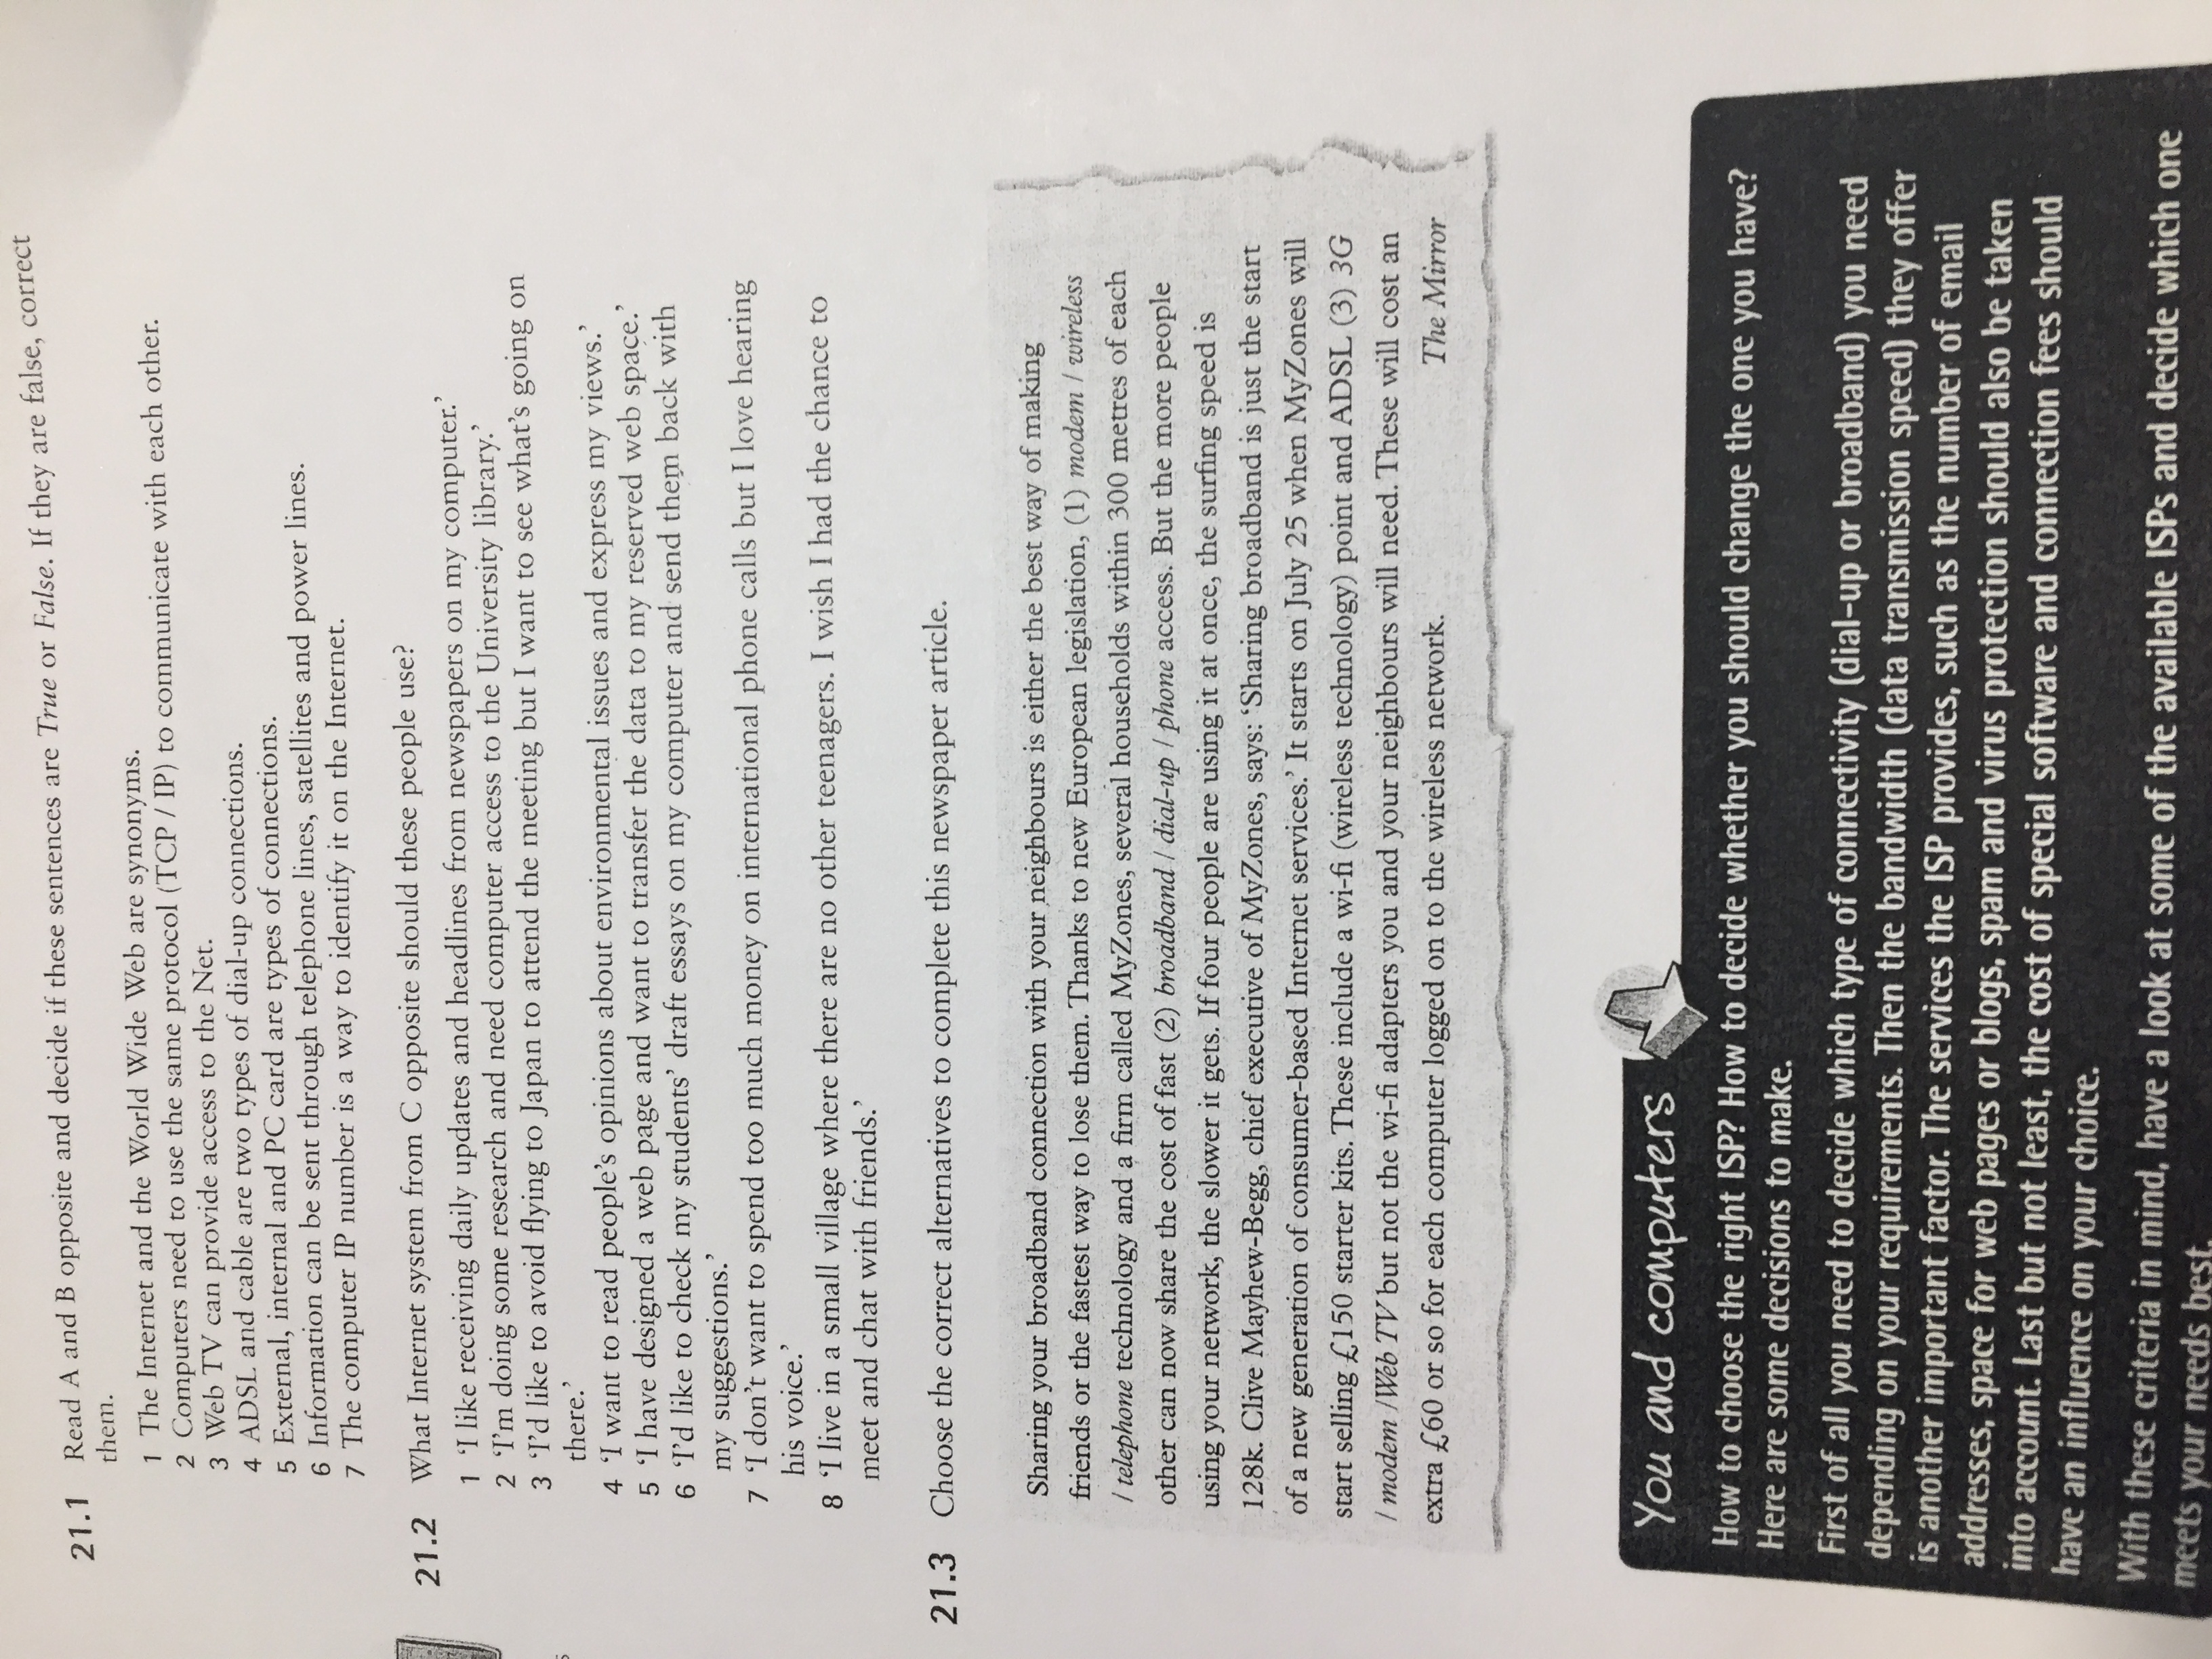 21.1 Read A and B opposite and decide if these sentences are True or False. If they are false, correct
them.
1 The Internet and the World Wide Web are synonyms.
2 Computers need to use the same protocol (TCP / IP) to communicate with each other.
3 Web TV can provide access to the Net.
4 ADSL and cable are two types of dial-up connections.
5 External, internal and PC card are types of connections.
6 Information can be sent through telephone lines, satellites and power lines.
7 The computer IP number is a way to identify it on the Internet.
21.2 What Internet system from C opposite should these people use?
1 ‘I like receiving daily updates and headlines from newspapers on my computer.’
2 ‘I’m doing some research and need computer access to the University library.’
3 ‘I’d like to avoid flying to Japan to attend the meeting but I want to see what’s going on
there.’
4 ‘I want to read people’s opinions about environmental issues and express my views.’
5 ‘I have designed a web page and want to transfer the data to my reserved web space.’
6 ‘I’d like to check my students’ draft essays on my computer and send them back with
my suggestions.’
7 ‘I don’t want to spend too much money on international phone calls but I love hearing
his voice.’
8 ‘I live in a small village where there are no other teenagers. I wish I had the chance to
meet and chat with friends.’
21.3 Choose the correct alternatives to complete this newspaper article.
Sharing your broadband connection with your neighbours is either the best way of making
friends or the fastest way to lose them. Thanks to new European legislation, (1) modem / wireless
/ telephone technology and a firm called MyZones, several households within 300 metres of each
other can now share the cost of fast (2) broadband / dial-up / phone access. But the more people
using your network, the slower it gets. If four people are using it at once, the surfing speed is
128k. Clive Mayhew-Begg, chief executive of MyZones, says: ‘Sharing broadband is just the start
of a new generation of consumer-based Internet services.’ It starts on July 25 when MyZones will
start selling £150 starter kits. These include a wi-fi (wireless technology) point and ADSL (3) 3G
/ modem / Web TV but not the wi-fi adapters you and your neighbours will need. These will cost an
extra £60 or so for each computer logged on to the wireless network. The Mirror
You and computers
How to choose the right ISP? How to decide whether you should change the one you have?
Here are some decisions to make.
First of all you need to decide which type of connectivity (dial-up or broadband) you need
depending on your requirements. Then the bandwidth (data transmission speed) they offer
is another important factor. The services the ISP provides, such as the number of email
addresses, space for web pages or blogs, spam and virus protection should also be taken
into account. Last but not least, the cost of special software and connection fees should
have an influence on your choice.
With these criteria in mind, have a look at some of the available ISPs and decide which one
meets your needs best.